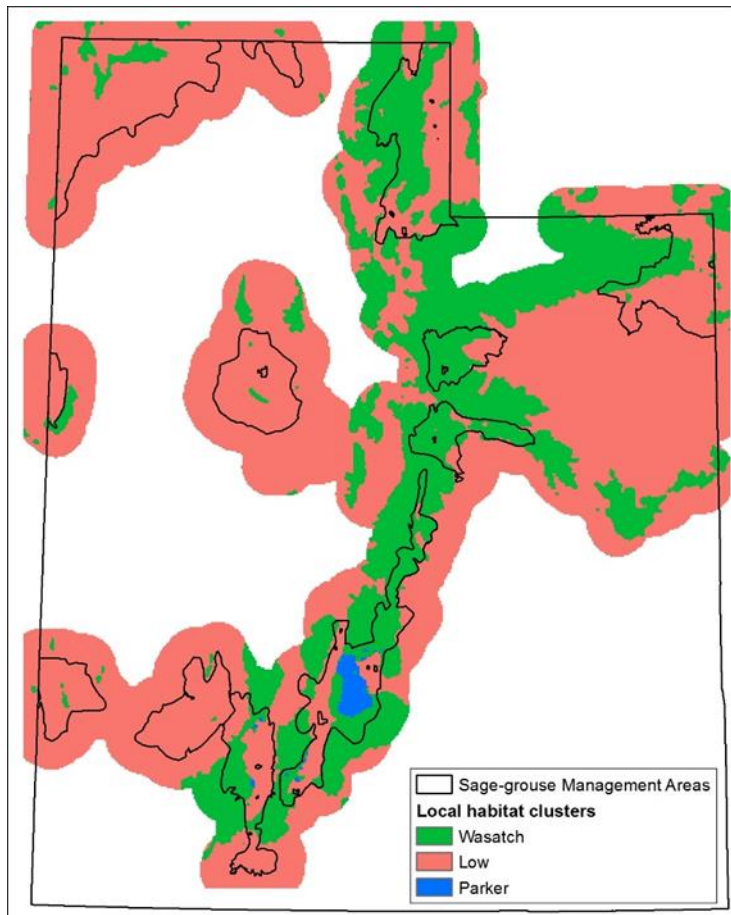 Sage-grouse Management Areas
Local habitat clusters
Wasatch
Low
Parker